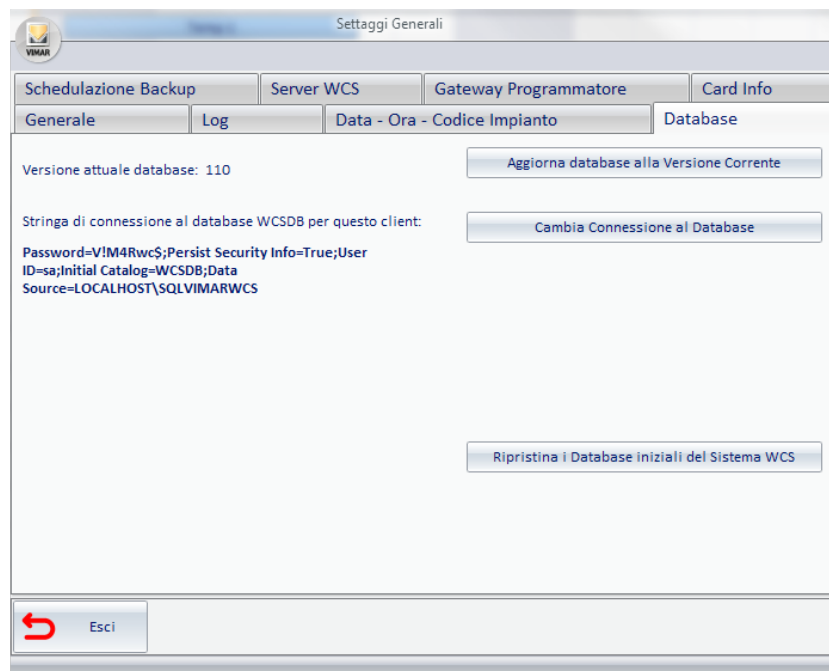 Settaggi Generali
VIMAR
Schedulazione Backup
Server WCS
Gateway Programmatore
Card Info
Generale
Log
Data - Ora - Codice Impianto
Database
Versione attuale database: 110
Aggiorna database alla Versione Corrente
Stringa di connessione al database WCSDB per questo client:
Cambia Connessione al Database
Password=V!M4Rwc$;Persist Security Info=True;User
ID=sa;Initial Catalog=WCSDB;Data
Source=LOCALHOST\SQLVIMARWCS
Ripristina i Database iniziali del Sistema WCS
Esci